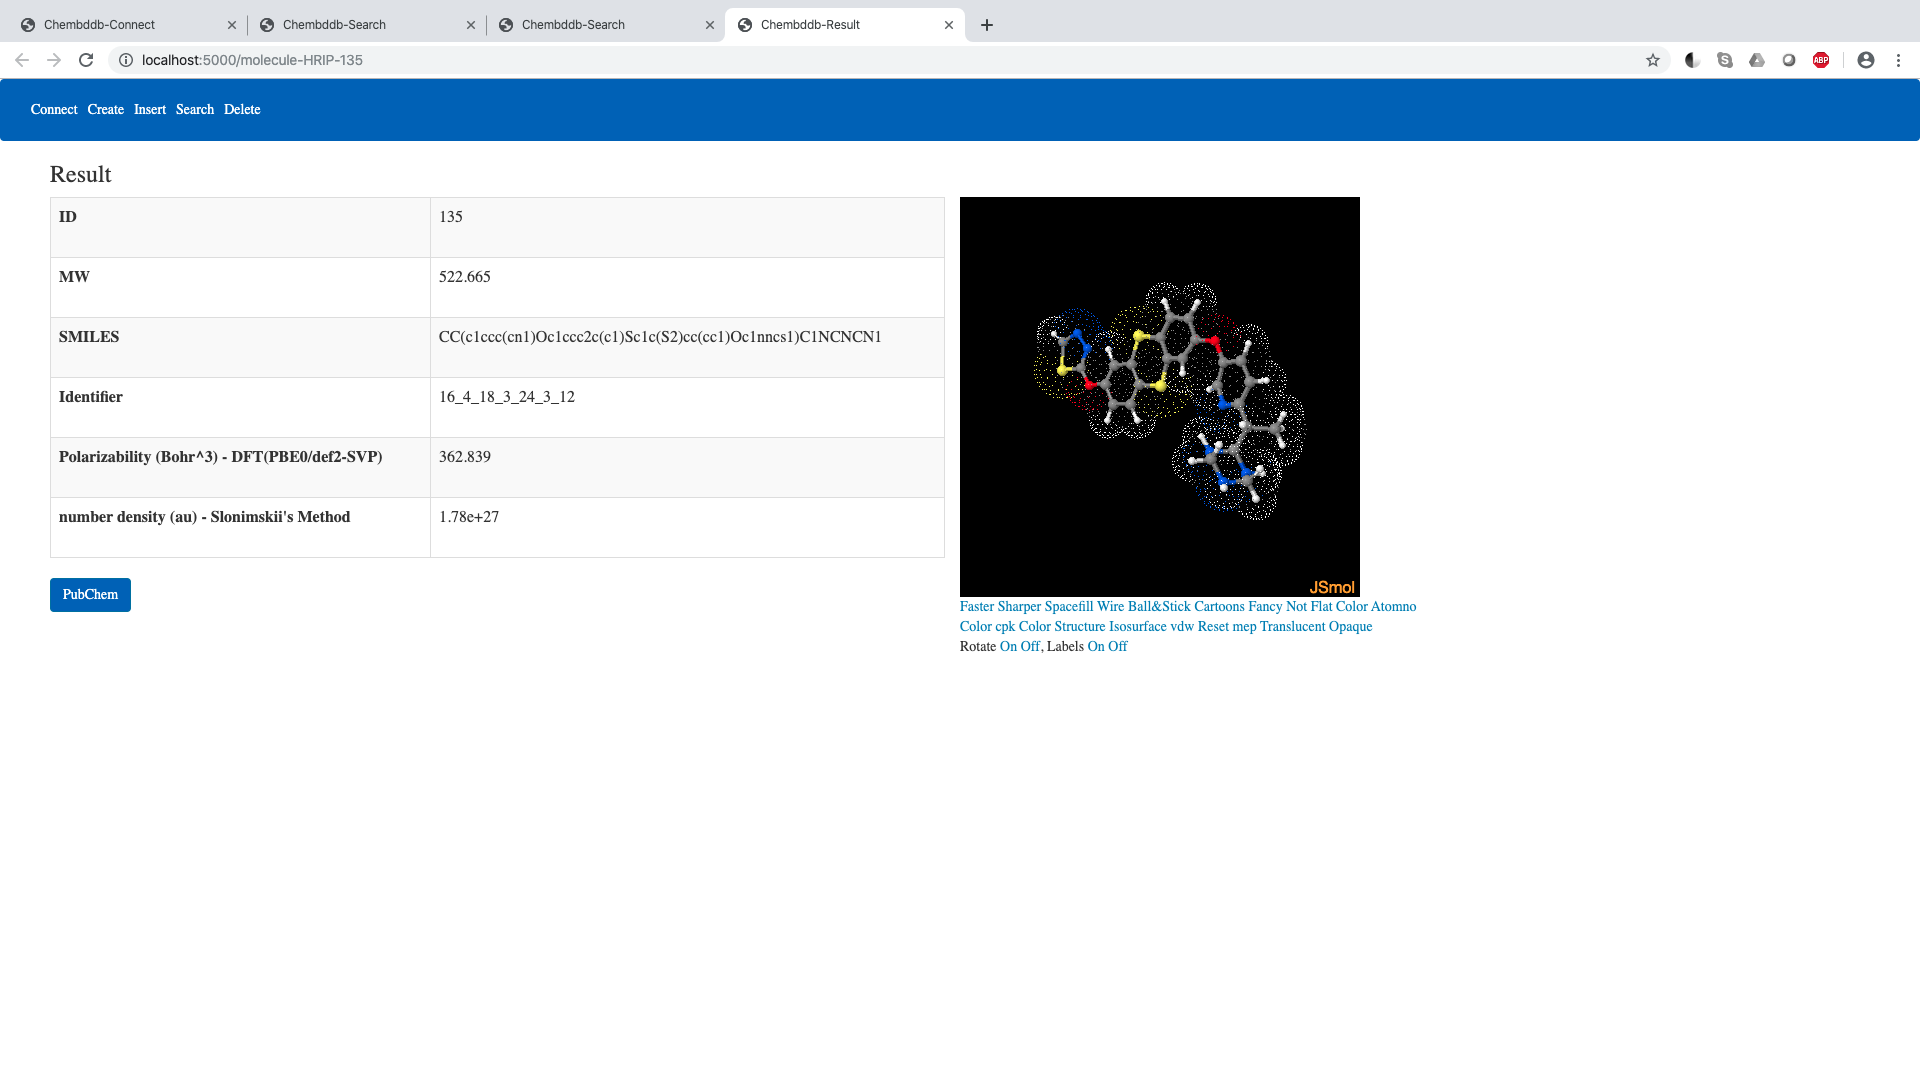 Chembddb-Connect
Chembddb-Search
Chembddb-Search
Chembddb-Result
localhost:5000/molecule-HRIP-135
ABP
Connect Create Insert Search Delete
Result
ID 135
MW 522.665
SMILES CC(c1ccc(cn1)Oc1ccc2c(c1)Sc1c(S2)cc(cc1)Oc1nncs1)C1NCNCN1
Identifier 16_4_18_3_24_3_12
Polarizability (Bohr^3) - DFT(PBE0/def2-SVP) 362.839
number density (au) - Slonimskii's Method 1.78e+27
PubChem
JSmol
Faster Sharper Spacefill Wire Ball&Stick Cartoons Fancy Not Flat Color Atomno
Color cpk Color Structure Isosurface vdw Reset mep Translucent Opaque
Rotate On Off, Labels On Off